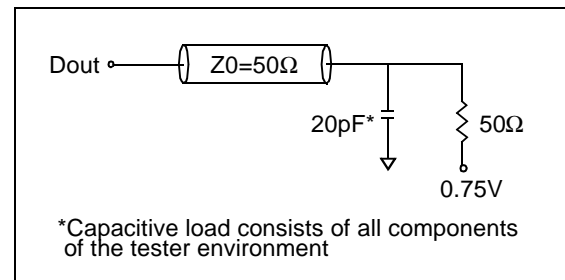 Dout
Z0=50Ω
20pF*
50Ω
0.75V
*Capacitive load consists of all components
of the tester environment